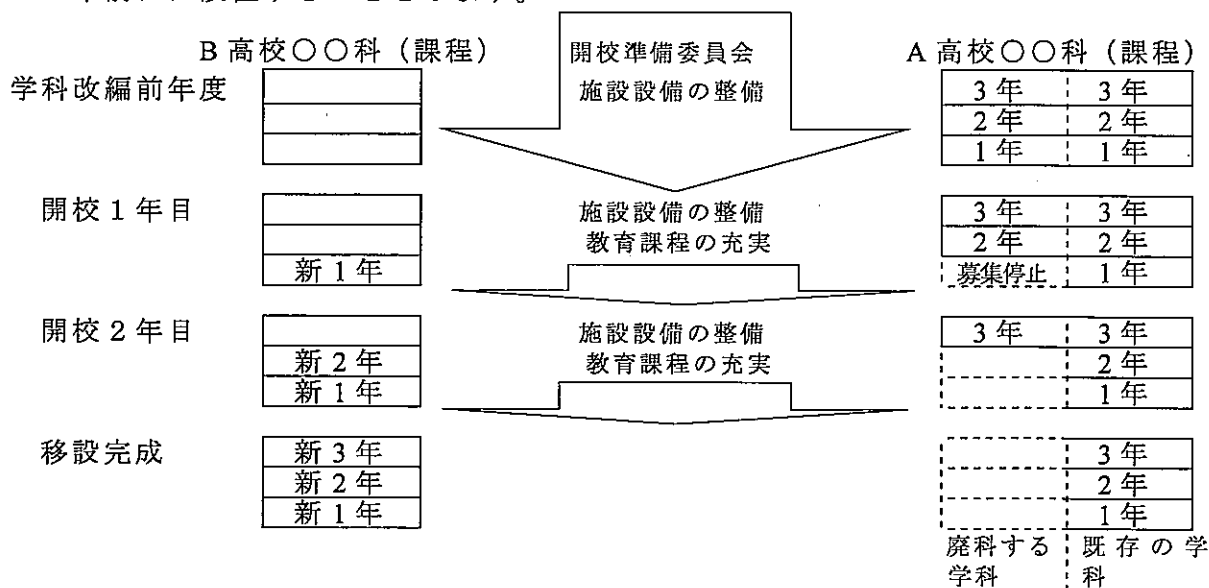 B高校○○科（課程）
開校準備委員会
A高校○○科（課程）
学科改編前年度
施設設備の整備
3年 3年
2年 2年
1年 1年
開校1年目
施設設備の整備
教育課程の充実
新1年
3年 3年
2年 2年
募集停止 1年
開校2年目
施設設備の整備
教育課程の充実
新2年
新1年
3年 3年
2年
1年
移設完成
新3年
新2年
新1年
3年
2年
1年
廃科する 既存の学
学科 科